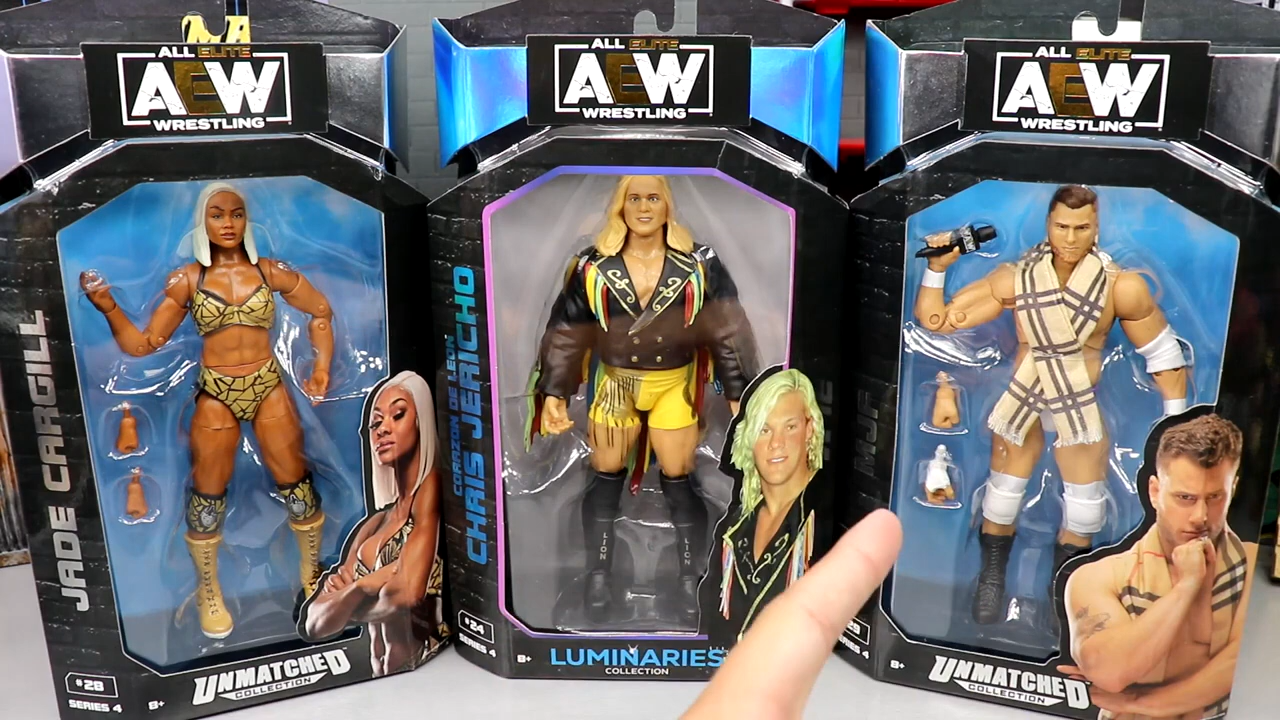 ALL ELITE
AEW
WRESTLING
JADE CARGILL
#28
SERIES 4
8+
UNMATCHED
COLLECTION
ALL ELITE
AEW
WRESTLING
CORAZON DE LEON
CHRIS JERICHO
LION
LION
#24
SERIES 4
8+
LUMINARIES
COLLECTION
ALL ELITE
AEW
WRESTLING
MJF
SERIES 4
8+
UNMATCHED
COLLECTION